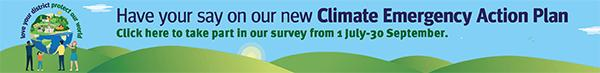 love your district protect our world
Have your say on our new Climate Emergency Action Plan
Click here to take part in our survey from 1 July-30 September.